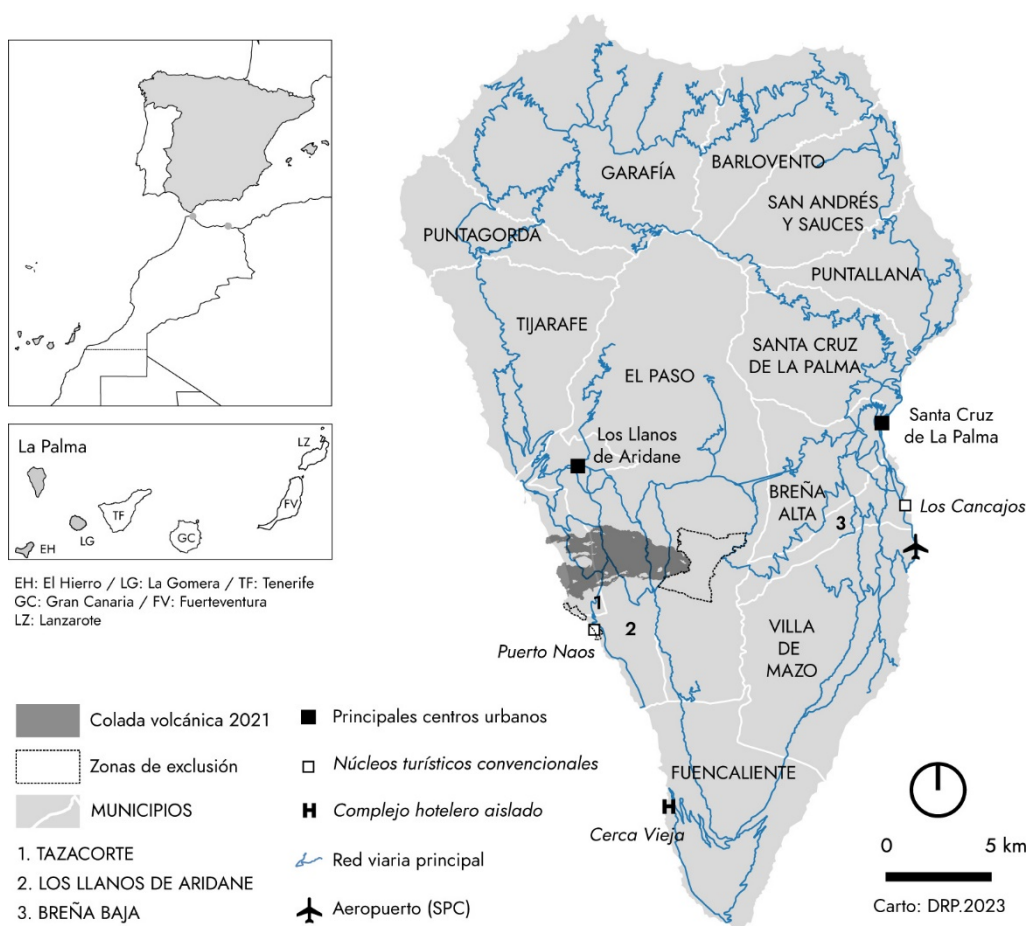 La Palma
LZ
TF
FV
GC
LG
EH
EH: El Hierro / LG: La Gomera / TF: Tenerife
GC: Gran Canaria / FV: Fuerteventura
LZ: Lanzarote
GARAFÍA
BARLOVENTO
SAN ANDRÉS
Y SAUCES
PUNTAGORDA
PUNTALLANA
TIJARAFE
SANTA CRUZ
DE LA PALMA
EL PASO
Santa Cruz
de La Palma
Los Llanos
de Aridane
BREÑA
ALTA
Los Cancajos
3
1
2
Puerto Naos
VILLA
DE
MAZO
FUENCALIENTE
Cerca Vieja
Colada volcánica 2021
Zonas de exclusión
MUNICIPIOS
1. TAZACORTE
2. LOS LLANOS DE ARIDANE
3. BREÑA BAJA
Principales centros urbanos
Núcleos turísticos convencionales
H Complejo hotelero aislado
Red viaria principal
Aeropuerto (SPC)
H
0 5 km
Carto: DRP.2023